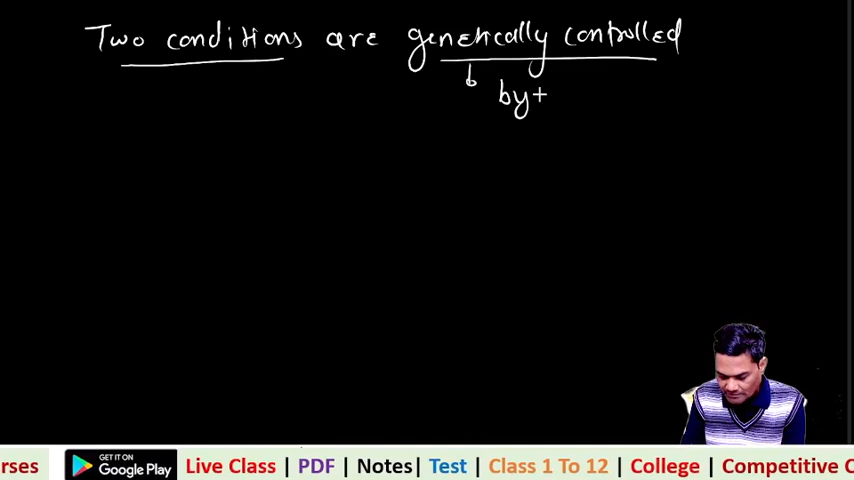 Two conditions are genetically controlled
by+
rses GET IT ON Google Play Live Class | PDF | Notes| Test | Class 1 To 12 | College | Competitive C